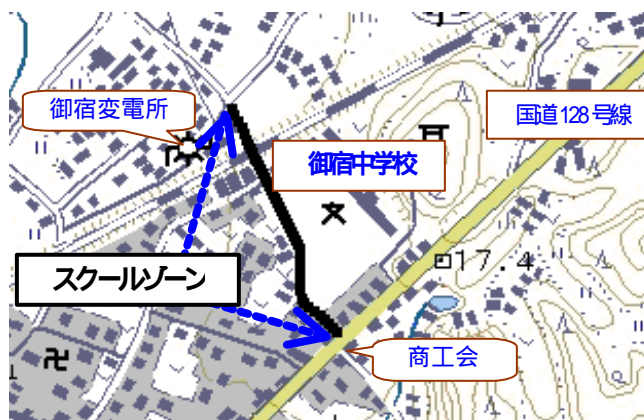 御宿変電所
国道128号線
御宿中学校
17.4
スクールゾーン
商工会